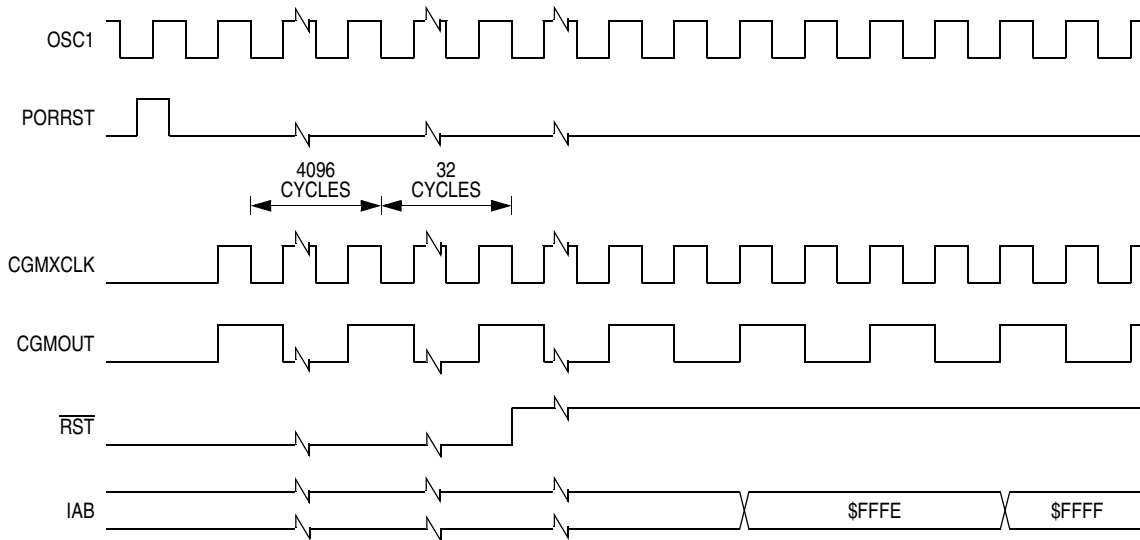 OSC1
PORRST
4096
CYCLES
32
CYCLES
CGMXCLK
CGMOUT
RST
IAB
$FFFE
$FFFF